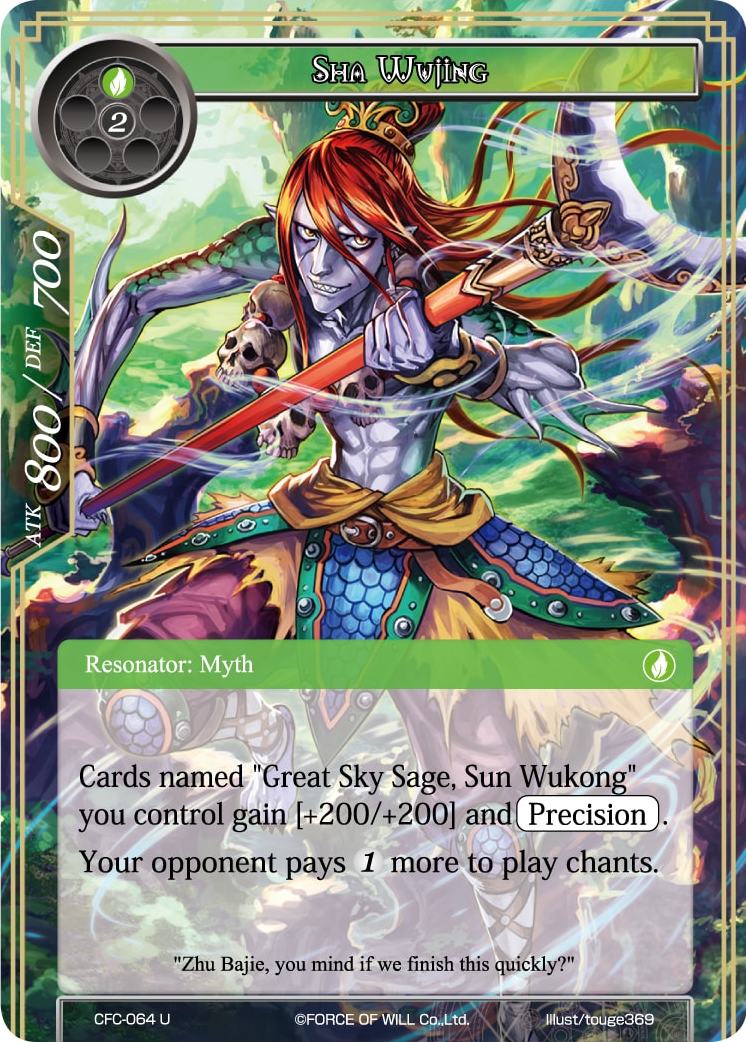 Sha Wujing
2
ATK 800 / DEF 700
Resonator: Myth
Cards named "Great Sky Sage, Sun Wukong"
you control gain [+200/+200] and Precision.
Your opponent pays 1 more to play chants.
"Zhu Bajie, you mind if we finish this quickly?"
CFC-064 U ©FORCE OF WILL Co.,Ltd. Illust/touge369